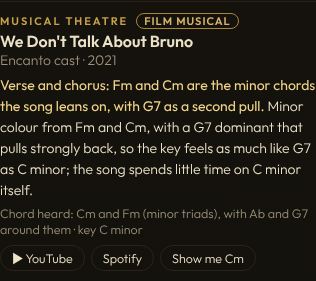 MUSICAL THEATRE FILM MUSICAL
We Don't Talk About Bruno
Encanto cast · 2021
Verse and chorus: Fm and Cm are the minor chords
the song leans on, with G7 as a second pull. Minor
colour from Fm and Cm, with a G7 dominant that
pulls strongly back, so the key feels as much like G7
as C minor; the song spends little time on C minor
itself.
Chord heard: Cm and Fm (minor triads), with Ab and G7
around them · key C minor
▶ YouTube Spotify Show me Cm